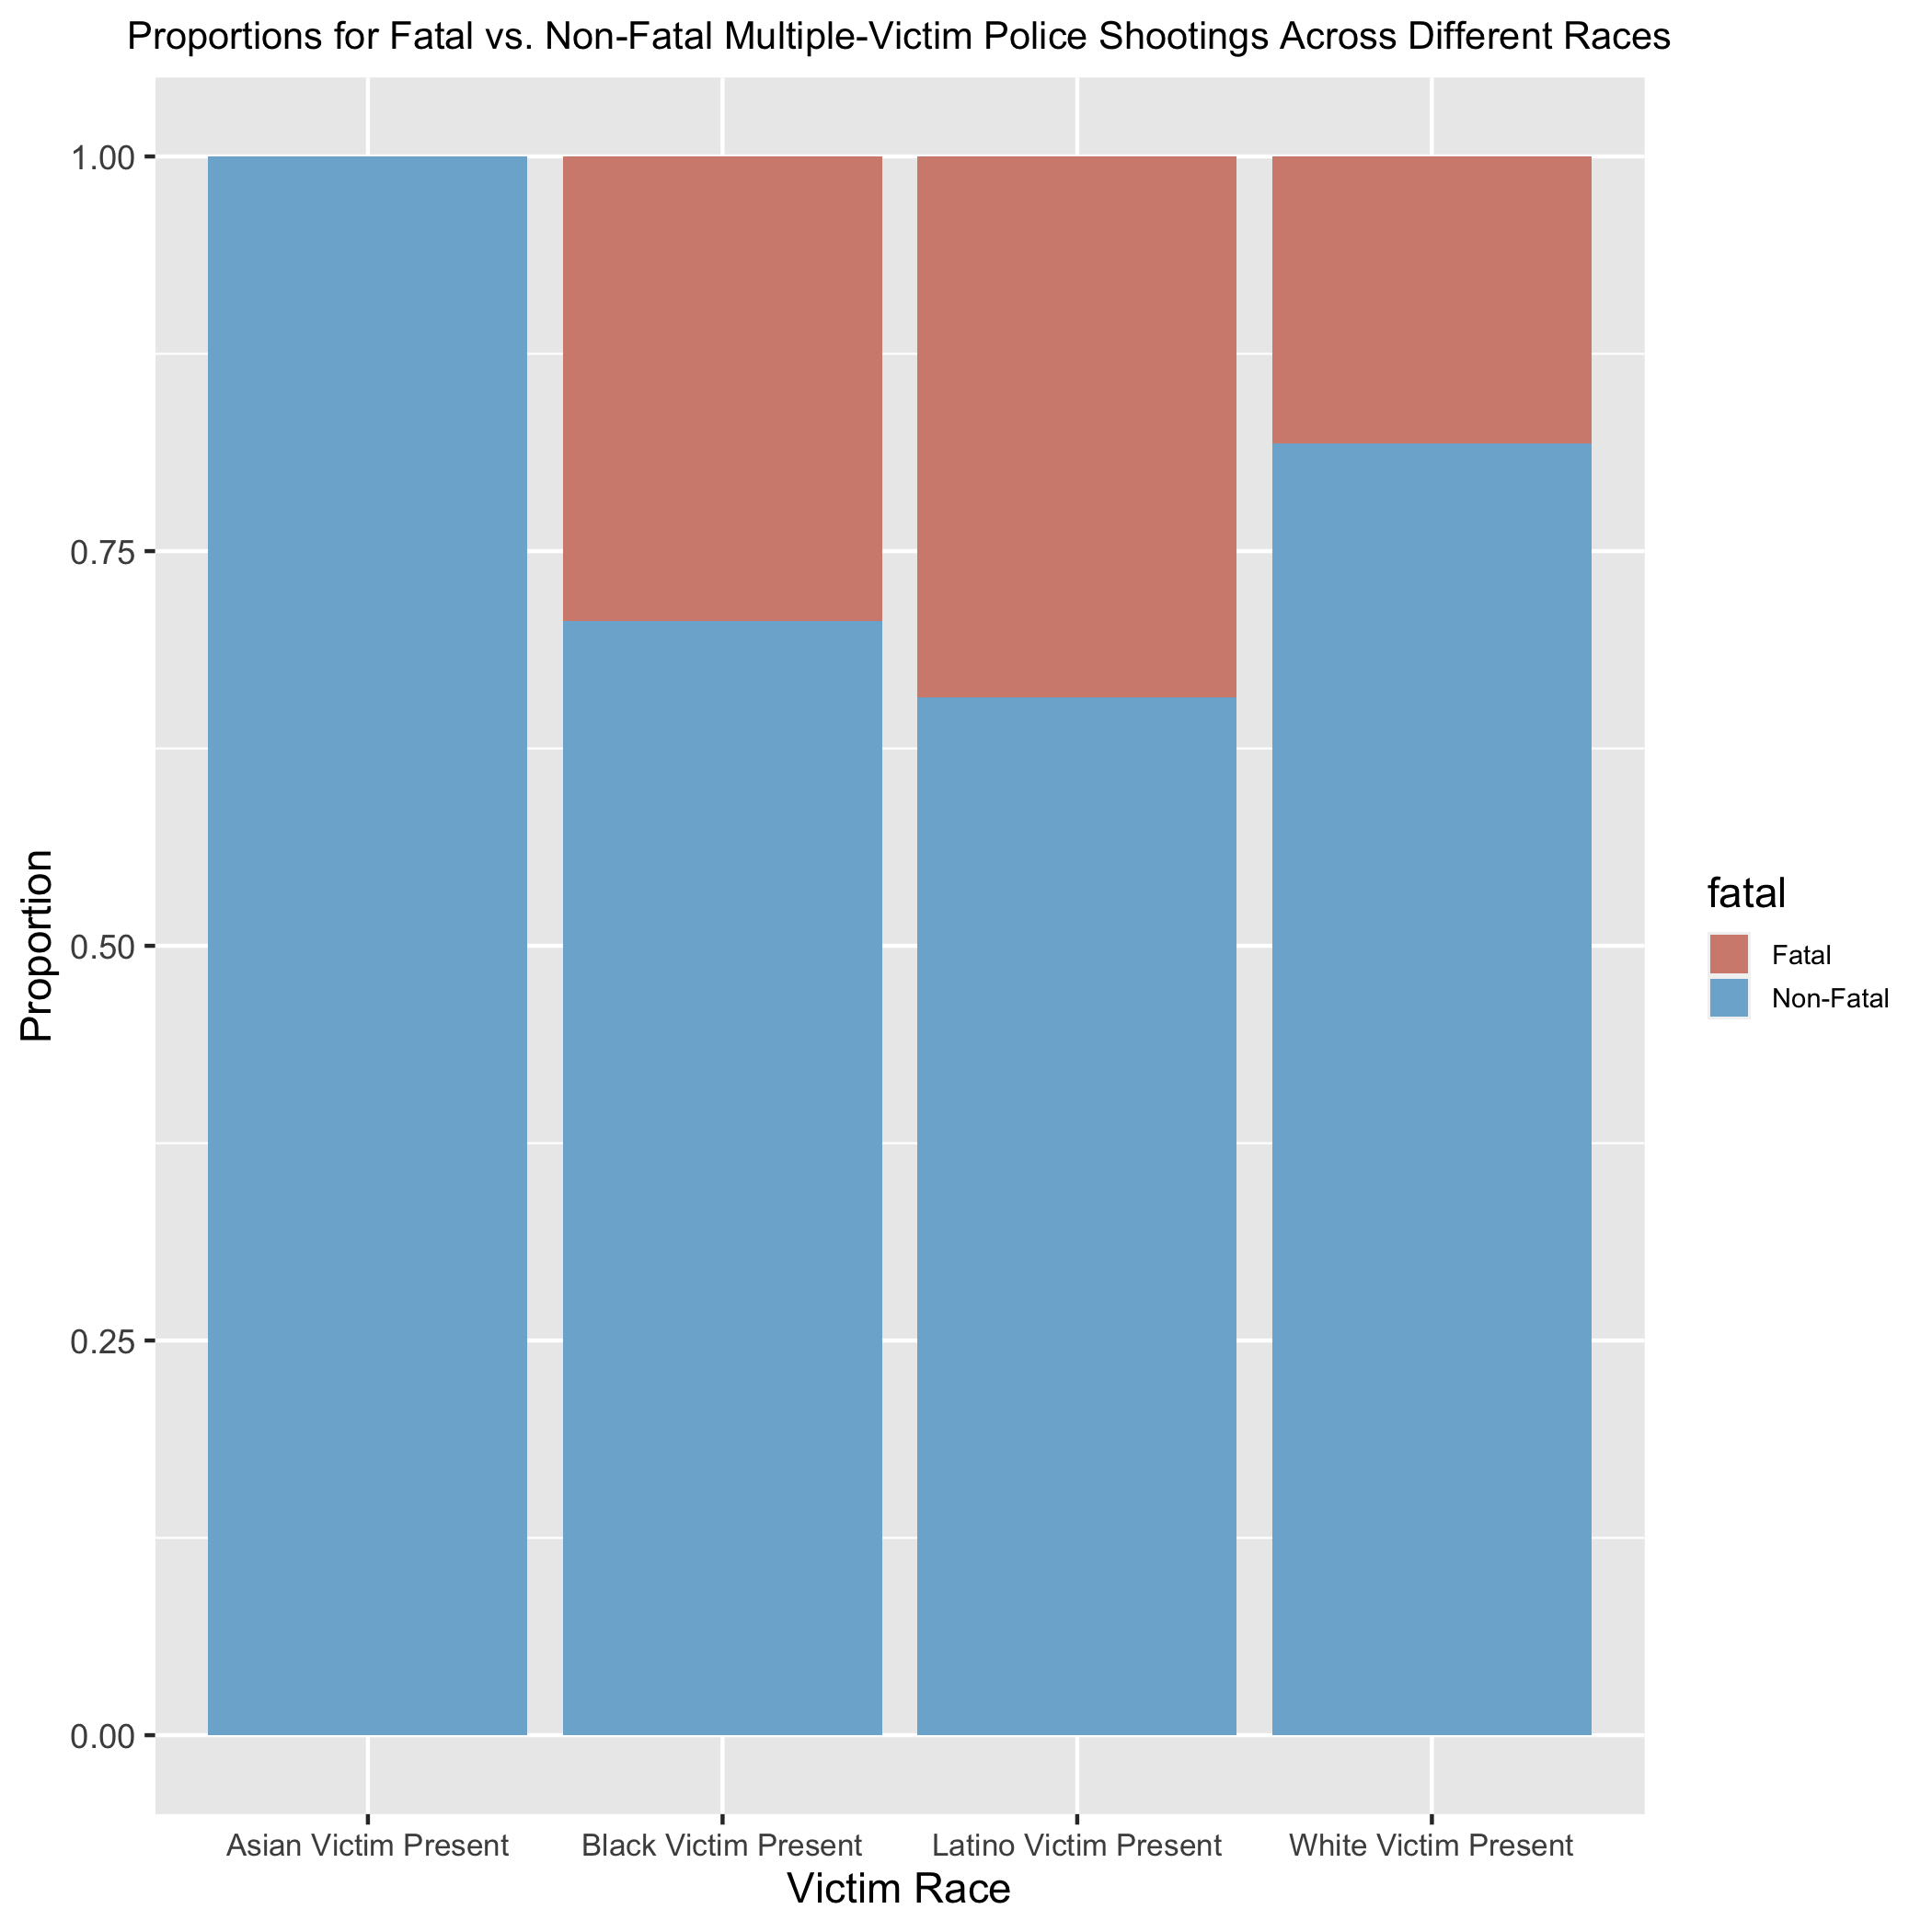 Proportions for Fatal vs. Non-Fatal Multiple-Victim Police Shootings Across Different Races
1.00
0.75
0.50
0.25
0.00
Proportion
Asian Victim Present
Black Victim Present
Latino Victim Present
White Victim Present
Victim Race
fatal
Fatal
Non-Fatal